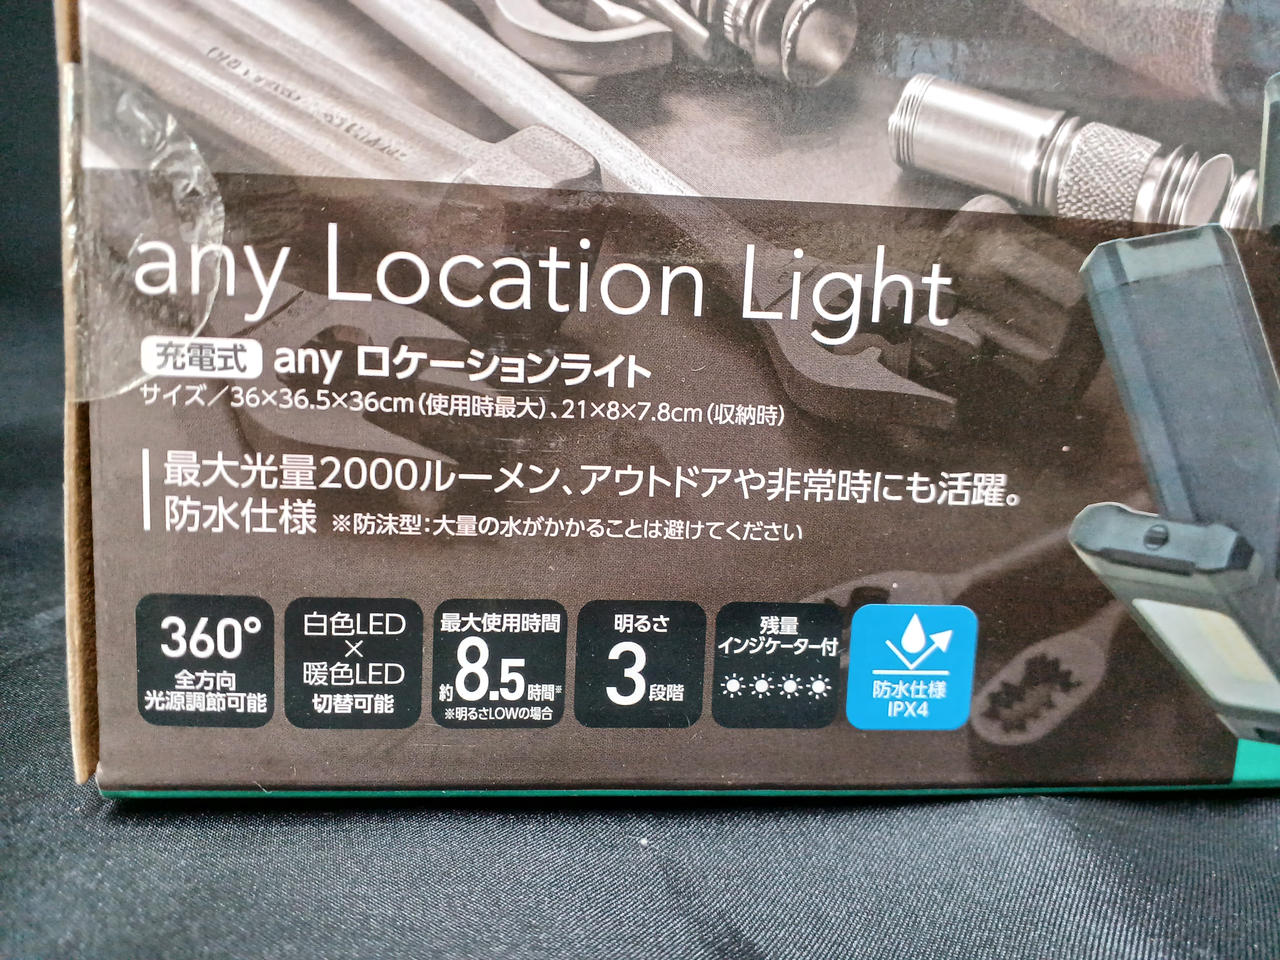 any Location Light
充電式 any ロケーションライト
サイズ／36×36.5×36cm（使用時最大）、21×8×7.8cm（収納時）
最大光量2000ルーメン、アウトドアや非常時にも活躍。
防水仕様 ※防沫型：大量の水がかかることは避けてください
360°
全方向
光源調節可能
白色LED
×
暖色LED
切替可能
最大使用時間
約8.5時間※
※明るさLOWの場合
明るさ
3段階
残量
インジケーター付
防水仕様
IPX4